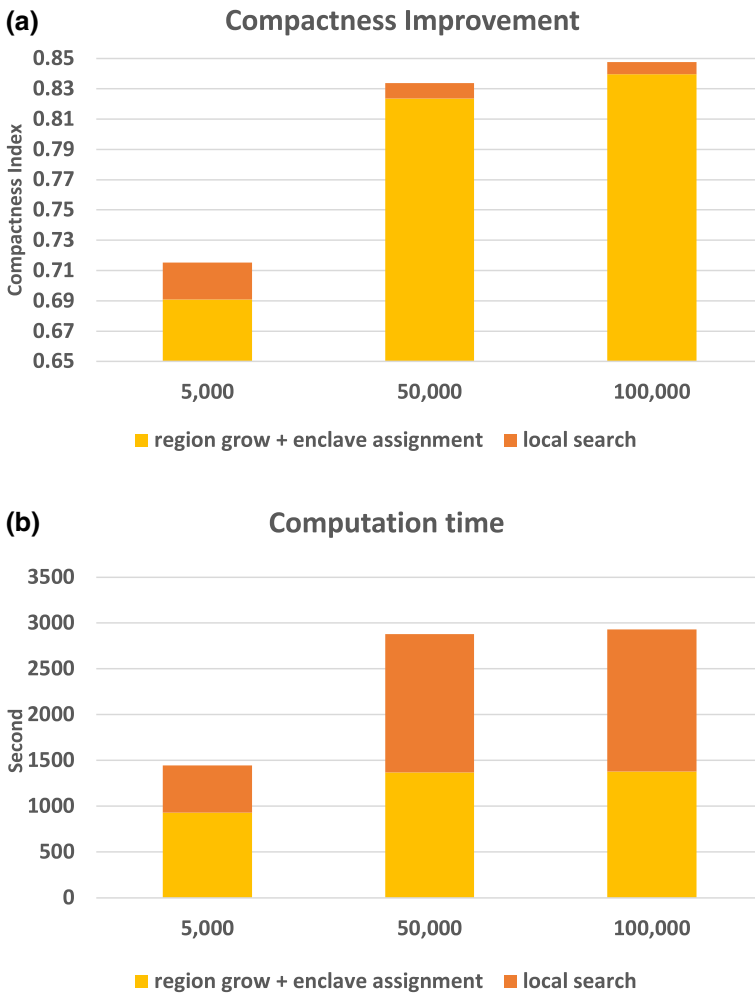 (a)
Compactness Improvement
Compactness Index
0.85
0.83
0.81
0.79
0.77
0.75
0.73
0.71
0.69
0.67
0.65
5,000 50,000 100,000
region grow + enclave assignment local search
(b)
Computation time
Second
3500
3000
2500
2000
1500
1000
500
0
5,000 50,000 100,000
region grow + enclave assignment local search